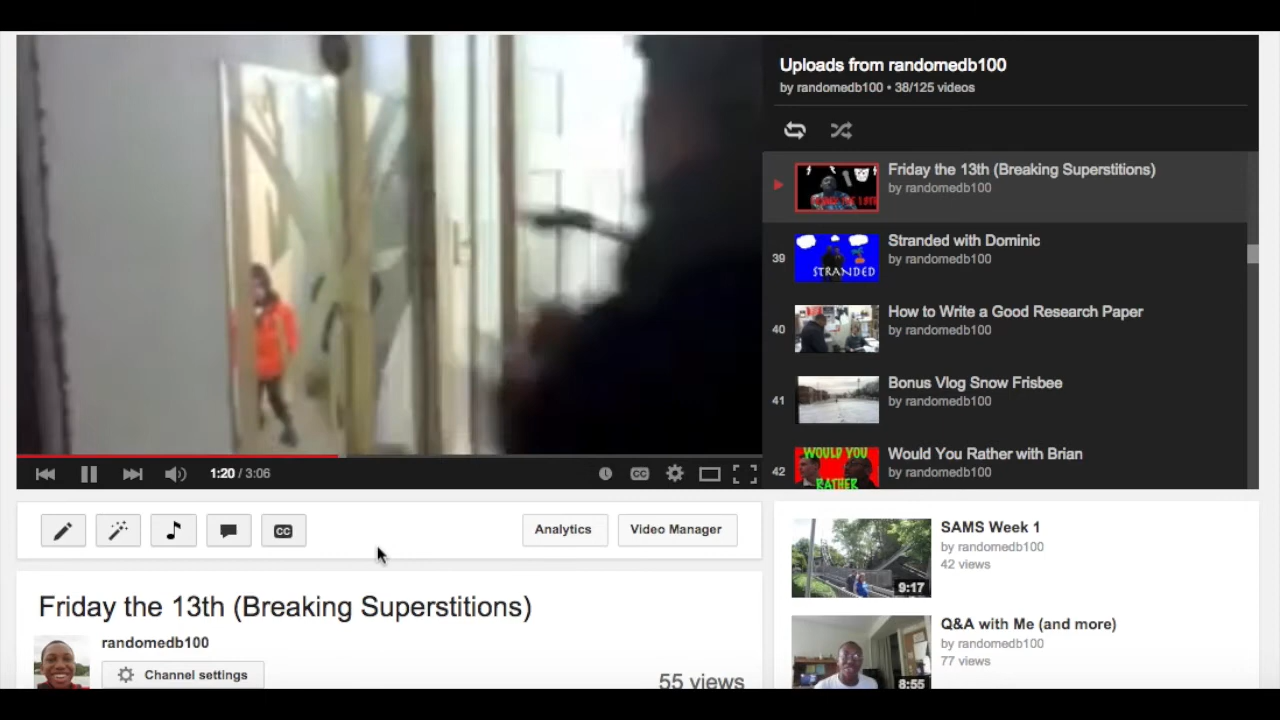 Uploads from randomedb100
by randomedb100 • 38/125 videos
Friday the 13th (Breaking Superstitions)
by randomedb100
39
STRANDED
Stranded with Dominic
by randomedb100
40
How to Write a Good Research Paper
by randomedb100
41
Bonus Vlog Snow Frisbee
by randomedb100
42
WOULD YOU
RATHER
Would You Rather with Brian
by randomedb100
1:20 / 3:06
CC
CC
Analytics
Video Manager
Friday the 13th (Breaking Superstitions)
randomedb100
Channel settings
55 views
9:17
SAMS Week 1
by randomedb100
42 views
8:55
Q&A with Me (and more)
by randomedb100
77 views